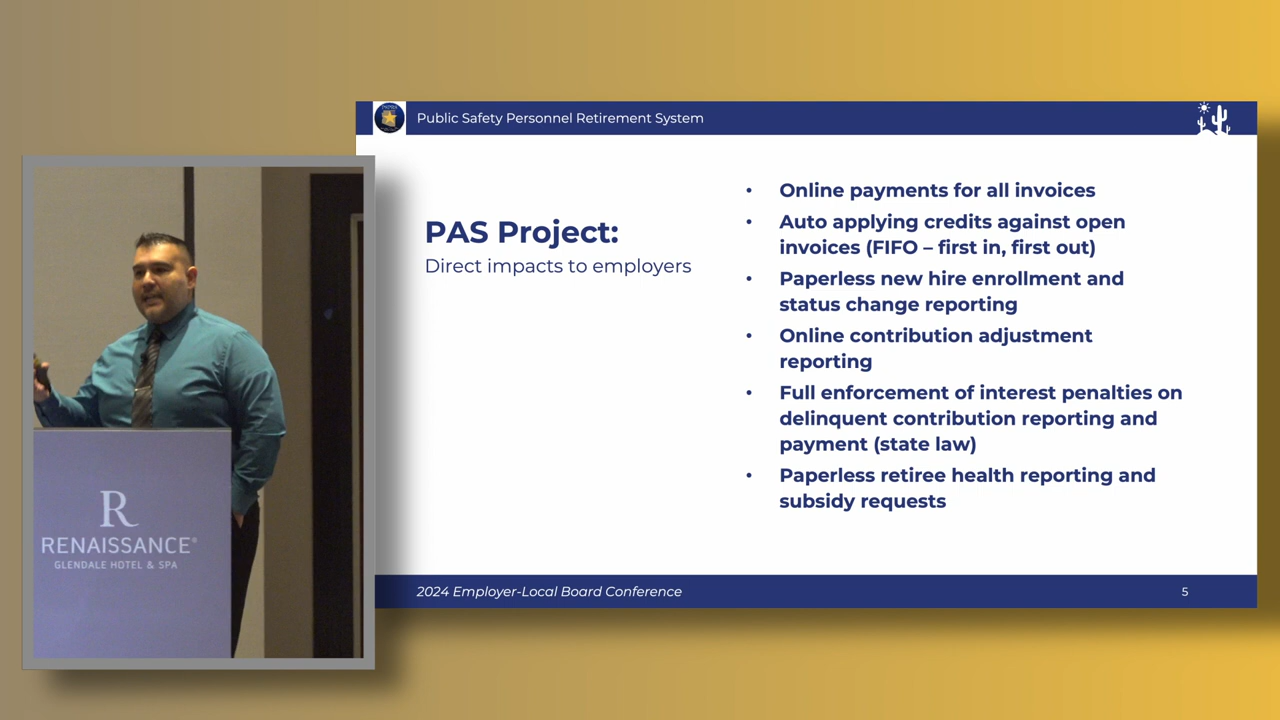 Public Safety Personnel Retirement System
PAS Project:
Direct impacts to employers
• Online payments for all invoices
• Auto applying credits against open
invoices (FIFO – first in, first out)
• Paperless new hire enrollment and
status change reporting
• Online contribution adjustment
reporting
• Full enforcement of interest penalties on
delinquent contribution reporting and
payment (state law)
• Paperless retiree health reporting and
subsidy requests
2024 Employer-Local Board Conference
5
R
RENAISSANCE®
GLENDALE HOTEL & SPA